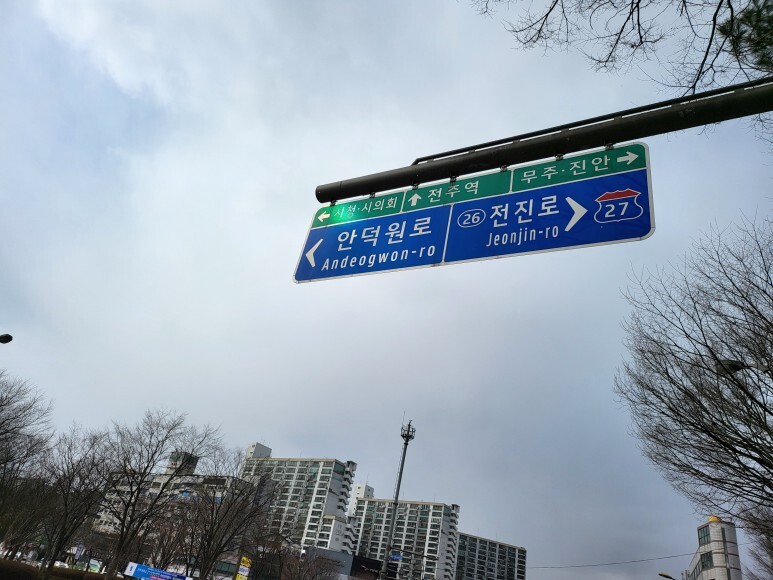 시청·시의회
전주역
무주·진안
안덕원로
Andeogwon-ro
26 전진로
Jeonjin-ro
27